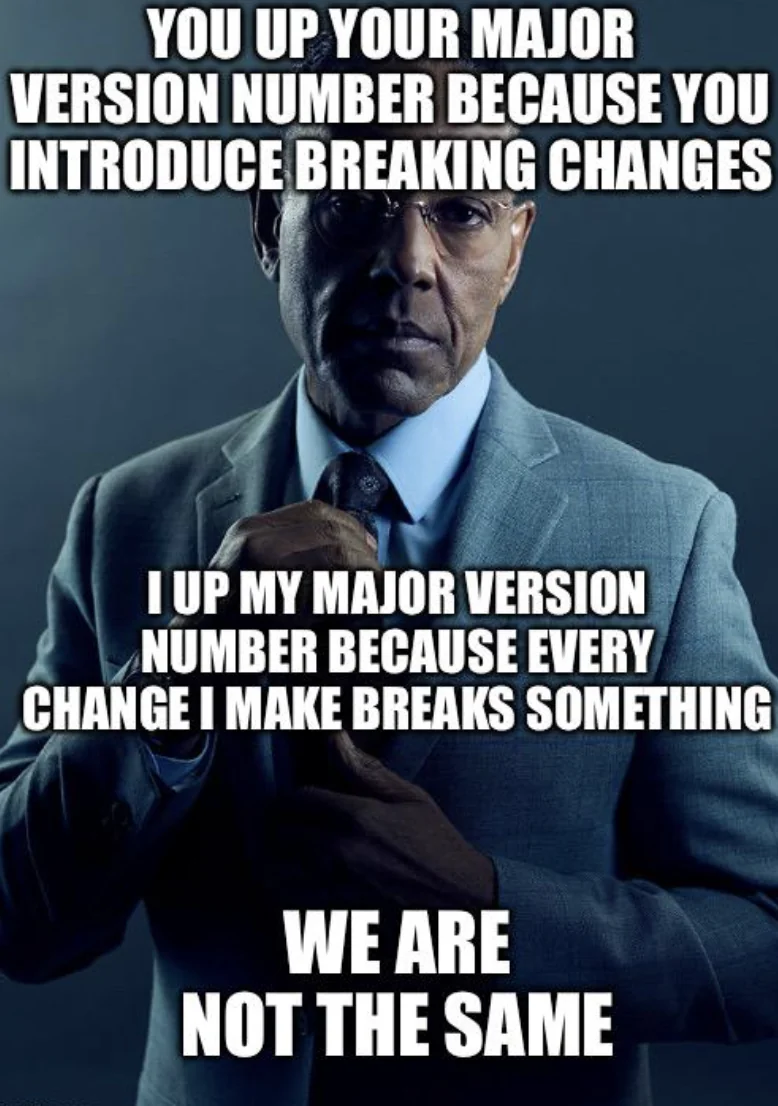 YOU UP YOUR MAJOR
VERSION NUMBER BECAUSE YOU
INTRODUCE BREAKING CHANGES
I UP MY MAJOR VERSION
NUMBER BECAUSE EVERY
CHANGE I MAKE BREAKS SOMETHING
WE ARE
NOT THE SAME